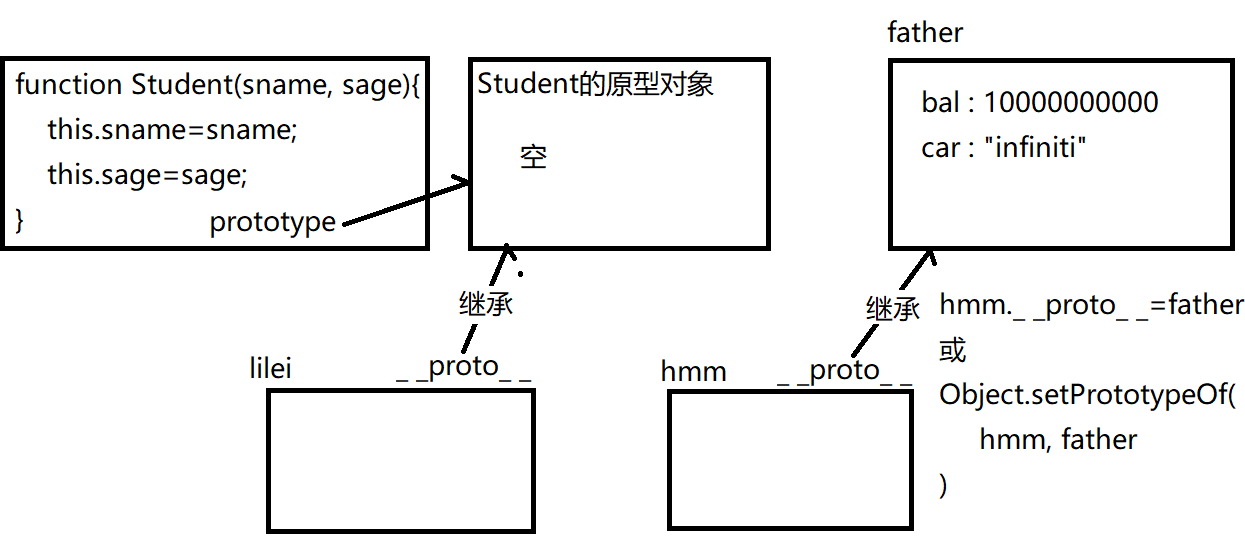 function Student(sname, sage){
this.sname=sname;
this.sage=sage;
}
prototype
Student的原型对象
空
father
bal : 10000000000
car : "infiniti"
继承
lilei
_ _proto_ _
继承
hmm
_ _proto_ _
hmm._ _proto_ _=father
或
Object.setPrototypeOf(
hmm, father
)